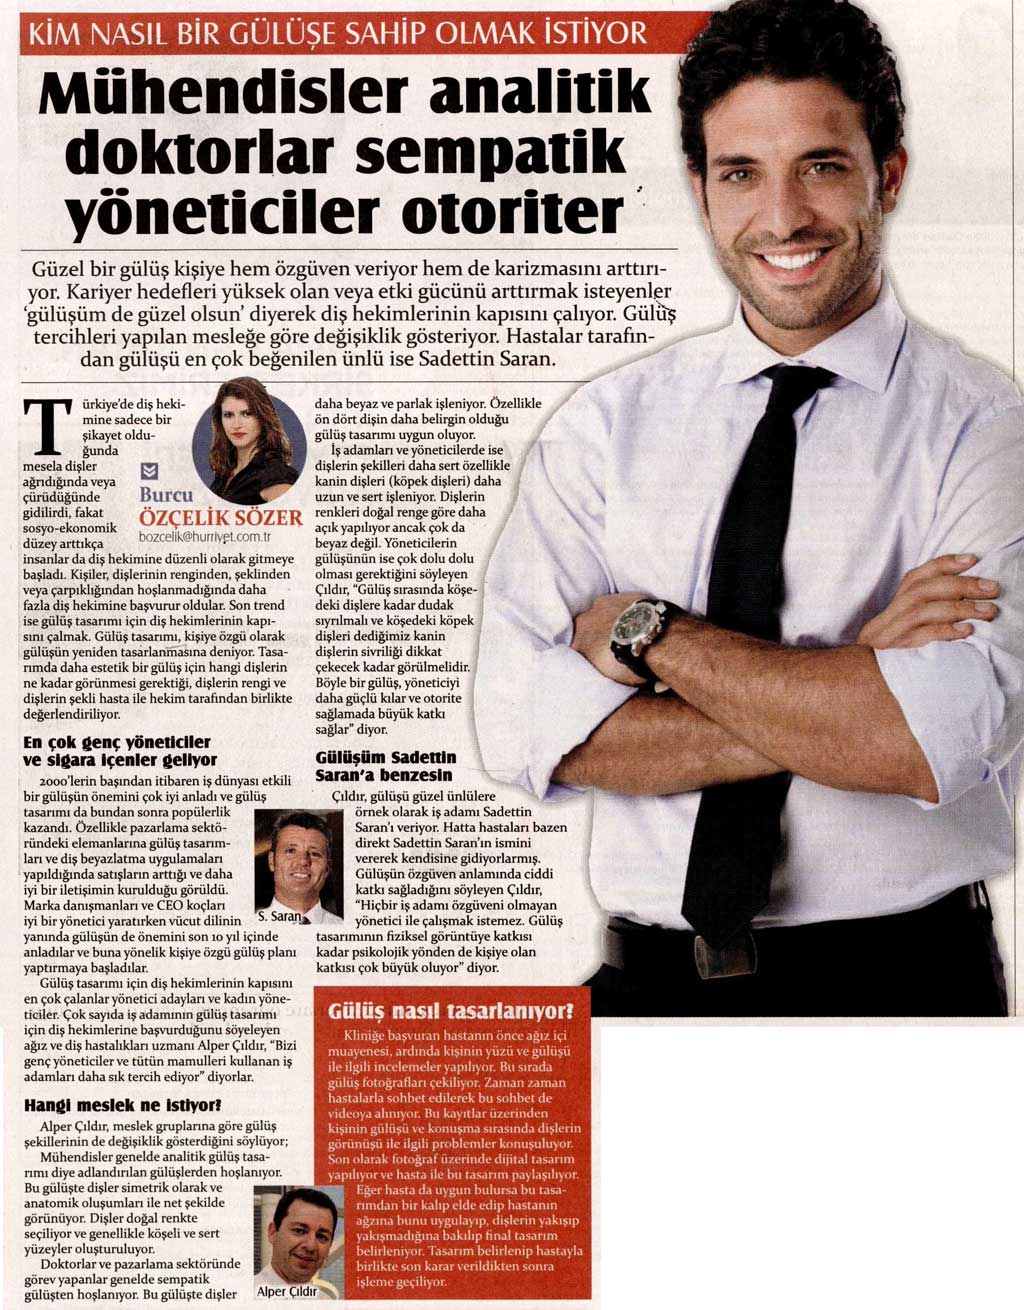 KİM NASIL BİR GÜLÜŞE SAHİP OLMAK İSTİYOR
Mühendisler analitik
doktorlar sempatik
yöneticiler otoriter
Güzel bir gülüş kişiye hem özgüven veriyor hem de karizmasını arttırı-
yor. Kariyer hedefleri yüksek olan veya etki gücünü arttırmak isteyenler
'gülüşüm de güzel olsun' diyerek diş hekimlerinin kapısını çalıyor. Gülüş
tercihleri yapılan mesleğe göre değişiklik gösteriyor. Hastalar tarafın-
dan gülüşü en çok beğenilen ünlü ise Sadettin Saran.
Burcu
ÖZÇELİK SÖZER
bozcelik@hurriyet.com.tr
Türkiye'de diş heki-
mine sadece bir
şikayet oldu-
ğunda
mesela dişler
ağrıdığında veya
çürüdüğünde
gidilirdi, fakat
sosyo-ekonomik
düzey arttıkça
insanlar da diş hekimine düzenli olarak gitmeye
başladı. Kişiler, dişlerinin renginden, şeklinden
veya çarpıklığından hoşlanmadığında daha
fazla diş hekimine başvurur oldular. Son trend
ise gülüş tasarımı için diş hekimlerinin kapı-
sını çalmak. Gülüş tasarımı, kişiye özgü olarak
gülüşün yeniden tasarlanmasına deniyor. Tasa-
rımda daha estetik bir gülüş için hangi dişlerin
ne kadar görünmesi gerektiği, dişlerin rengi ve
dişlerin şekli hasta ile hekim tarafından birlikte
değerlendiriliyor.
En çok genç yöneticiler
ve sigara içenler geliyor
2000'lerin başından itibaren iş dünyası etkili
bir gülüşün önemini çok iyi anladı ve gülüş
tasarımı da bundan sonra popülerlik
kazandı. Özellikle pazarlama sektö-
ründeki elemanlarına gülüş tasarım-
ları ve diş beyazlatma uygulamaları
yapıldığında satışların arttığı ve daha
iyi bir iletişimin kurulduğu görüldü.
Marka danışmanları ve CEO koçları
iyi bir yönetici yaratırken vücut dilinin
yanında gülüşün de önemini son 10 yıl içinde
anladılar ve buna yönelik kişiye özgü gülüş planı
yaptırmaya başladılar.
Gülüş tasarımı için diş hekimlerinin kapısını
en çok çalanlar yönetici adayları ve kadın yöne-
ticiler. Çok sayıda iş adamının gülüş tasarımı
için diş hekimlerine başvurduğunu söyeleyen
ağız ve diş hastalıkları uzmanı Alper Çıldır, "Bizi
genç yöneticiler ve tütün mamulleri kullanan iş
adamları daha sık tercih ediyor" diyorlar.
Hangi meslek ne istiyor?
Alper Çıldır, meslek gruplarına göre gülüş
şekillerinin de değişiklik gösterdiğini söylüyor;
Mühendisler genelde analitik gülüş tasa-
rımı diye adlandırılan gülüşlerden hoşlanıyor.
Bu gülüşte dişler simetrik olarak ve
anatomik oluşumları ile net şekilde
görünüyor. Dişler doğal renkte
seçiliyor ve genellikle köşeli ve sert
yüzeyler oluşturuluyor.
Doktorlar ve pazarlama sektöründe
görev yapanlar genelde sempatik
gülüşten hoşlanıyor. Bu gülüşte dişler
S. Saran
Alper Çıldır
daha beyaz ve parlak işleniyor. Özellikle
ön dört dişin daha belirgin olduğu
gülüş tasarımı uygun oluyor.
İş adamları ve yöneticilerde ise
dişlerin şekilleri daha sert özellikle
kanin dişleri (köpek dişleri) daha
uzun ve sert işleniyor. Dişlerin
renkleri doğal renge göre daha
açık yapılıyor ancak çok da
beyaz değil. Yöneticilerin
gülüşünün ise çok dolu dolu
olması gerektiğini söyleyen
Çıldır, "Gülüş sırasında köşe-
deki dişlere kadar dudak
sıyrılmalı ve köşedeki köpek
dişleri dediğimiz kanin
dişlerin sivriliği dikkat
çekecek kadar görülmelidir.
Böyle bir gülüş, yöneticiyi
daha güçlü kılar ve otorite
sağlamada büyük katkı
sağlar" diyor.
Gülüşüm Sadettin
Saran'a benzesin
Çıldır, gülüşü güzel ünlülere
örnek olarak iş adamı Sadettin
Saran'ı veriyor. Hatta hastaları bazen
direkt Sadettin Saran'ın ismini
vererek kendisine gidiyorlarmış.
Gülüşün özgüven anlamında ciddi
katkı sağladığını söyleyen Çıldır,
"Hiçbir iş adamı özgüveni olmayan
yönetici ile çalışmak istemez. Gülüş
tasarımının fiziksel görüntüye katkısı
kadar psikolojik yönden de kişiye olan
katkısı çok büyük oluyor" diyor.
Gülüş nasıl tasarlanıyor?
Kliniğe başvuran hastanın önce ağız içi
muayenesi, ardında kişinin yüzü ve gülüşü
ile ilgili incelemeler yapılıyor. Bu sırada
gülüş fotoğrafları çekiliyor. Zaman zaman
hastalarla sohbet edilerek bu sohbet de
videoya alınıyor. Bu kayıtlar üzerinden
kişinin gülüşü ve konuşma sırasında dişlerin
görünüşü ile ilgili problemler konuşuluyor.
Son olarak fotoğraf üzerinde dijital tasarım
yapılıyor ve hasta ile bu tasarım paylaşılıyor.
Eğer hasta da uygun bulursa bu tasa-
rımdan bir kalıp elde edip hastanın
ağzına bunu uygulayıp, dişlerin yakışıp
yakışmadığına bakılıp final tasarım
belirleniyor. Tasarım belirlenip hastayla
birlikte son karar verildikten sonra
işleme geçiliyor.